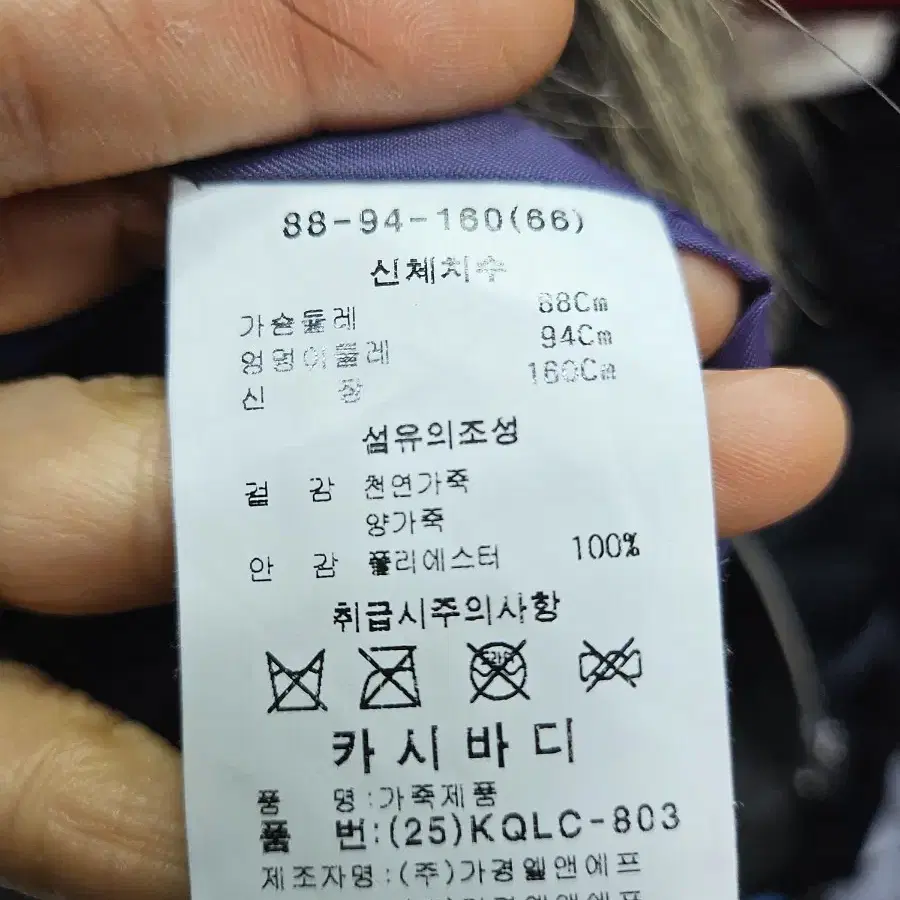 88-94-160(66)
신체치수
가슴둘레 88Cm
엉덩이둘레 94Cm
신 장 160Cm
섬유의조성
겉 감 천연가죽
양가죽
안 감 폴리에스터 100%
취급시주의사항
카시바디
품 명:가죽제품
품 번:(25)KQLC-803
제조자명:(주)가경웰앤에프